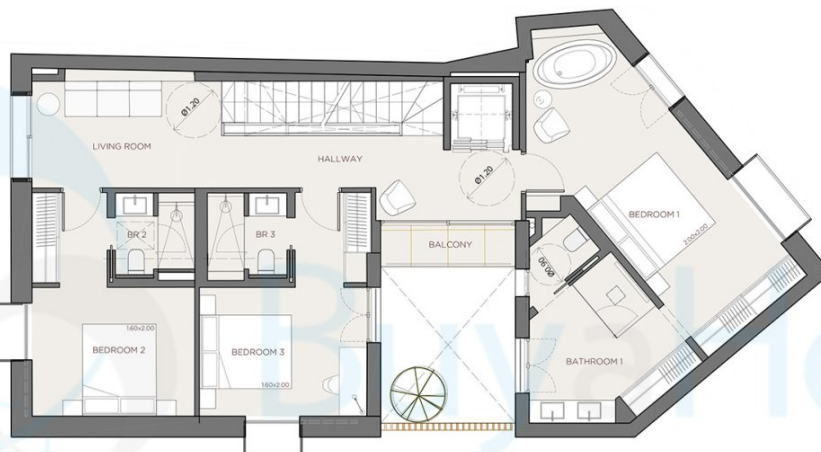 LIVING ROOM
Ø1.20
HALLWAY
Ø1.20
BEDROOM 1
2.00x2.00
BR 2
BR 3
BALCONY
Ø0.90
1.60x2.00
BEDROOM 2
BEDROOM 3
1.60x2.00
BATHROOM 1
BuyaHo